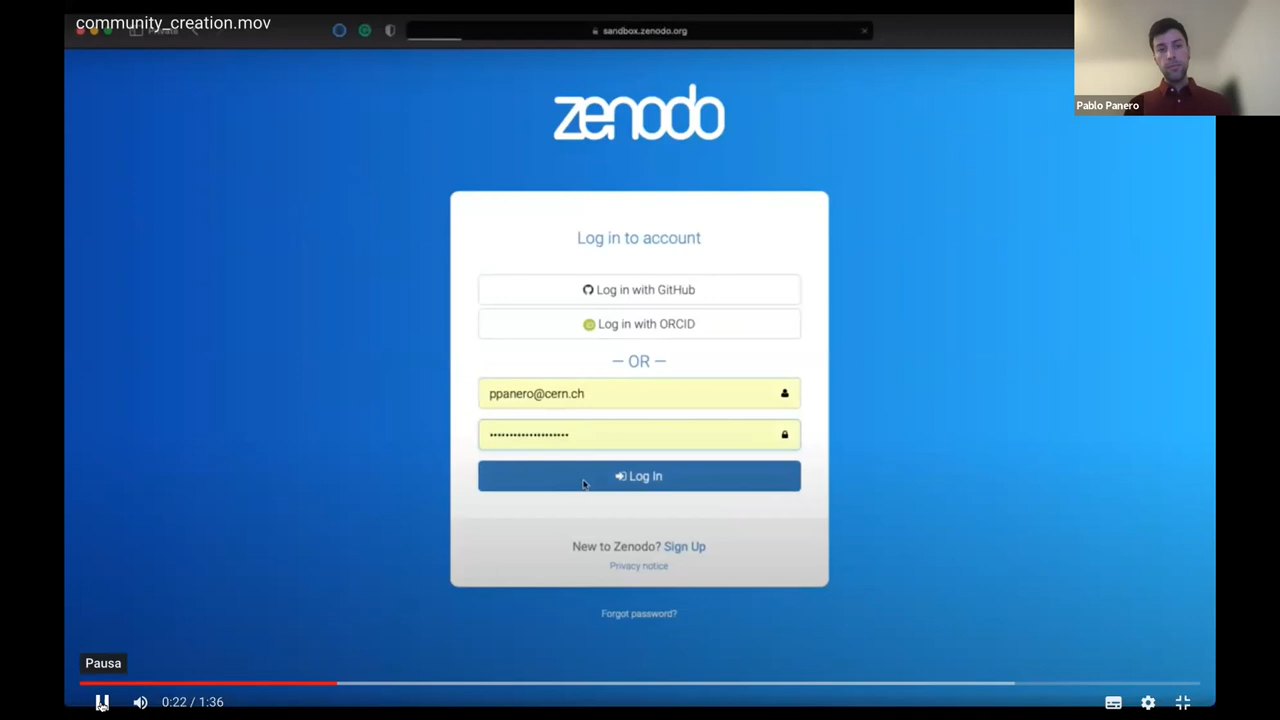 community_creation.mov
Private
sandbox.zenodo.org
Pablo Panero
zenodo
Log in to account
Log in with GitHub
Log in with ORCID
— OR —
ppanero@cern.ch
••••••••••••••••••••
Log In
New to Zenodo? Sign Up
Privacy notice
Forgot password?
Pausa
0:22 / 1:36